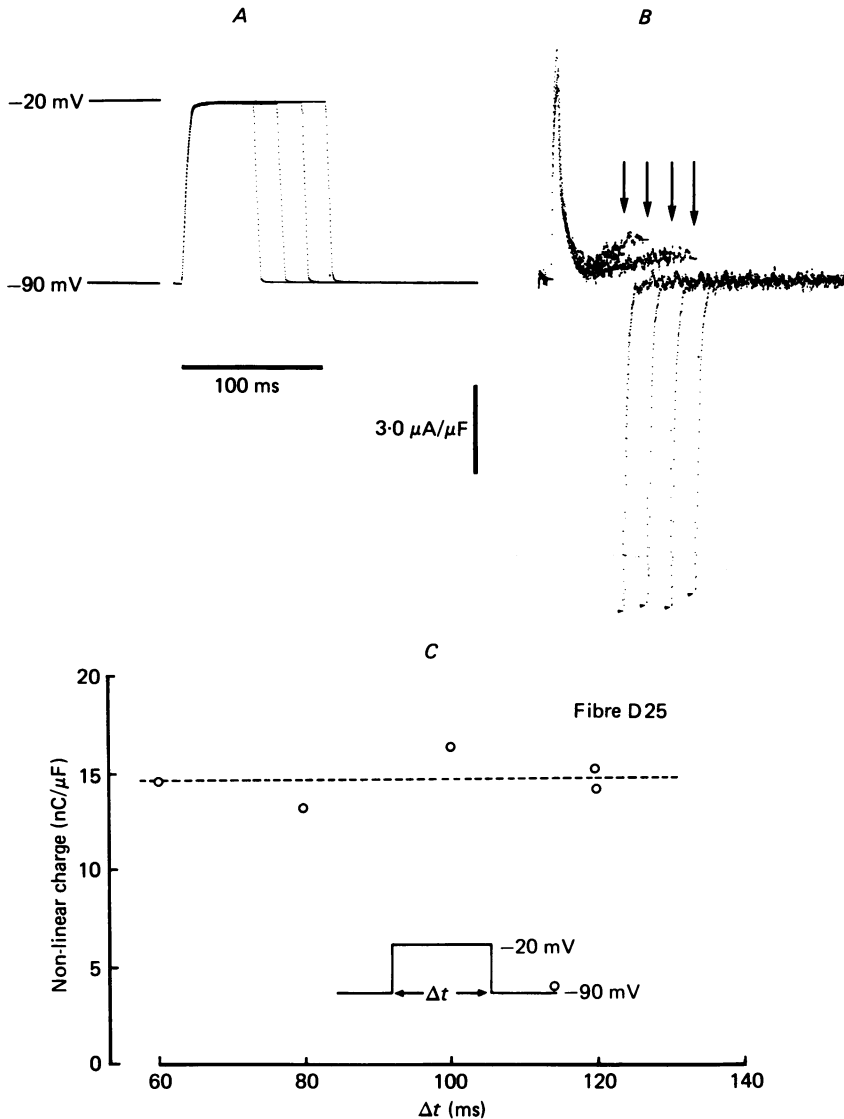 A
B
−20 mV
−90 mV
100 ms
3·0 μA/μF
C
Fibre D25
Non-linear charge (nC/μF)
20
15
10
5
0
−20 mV
Δt
−90 mV
60
80
100
120
140
Δt (ms)